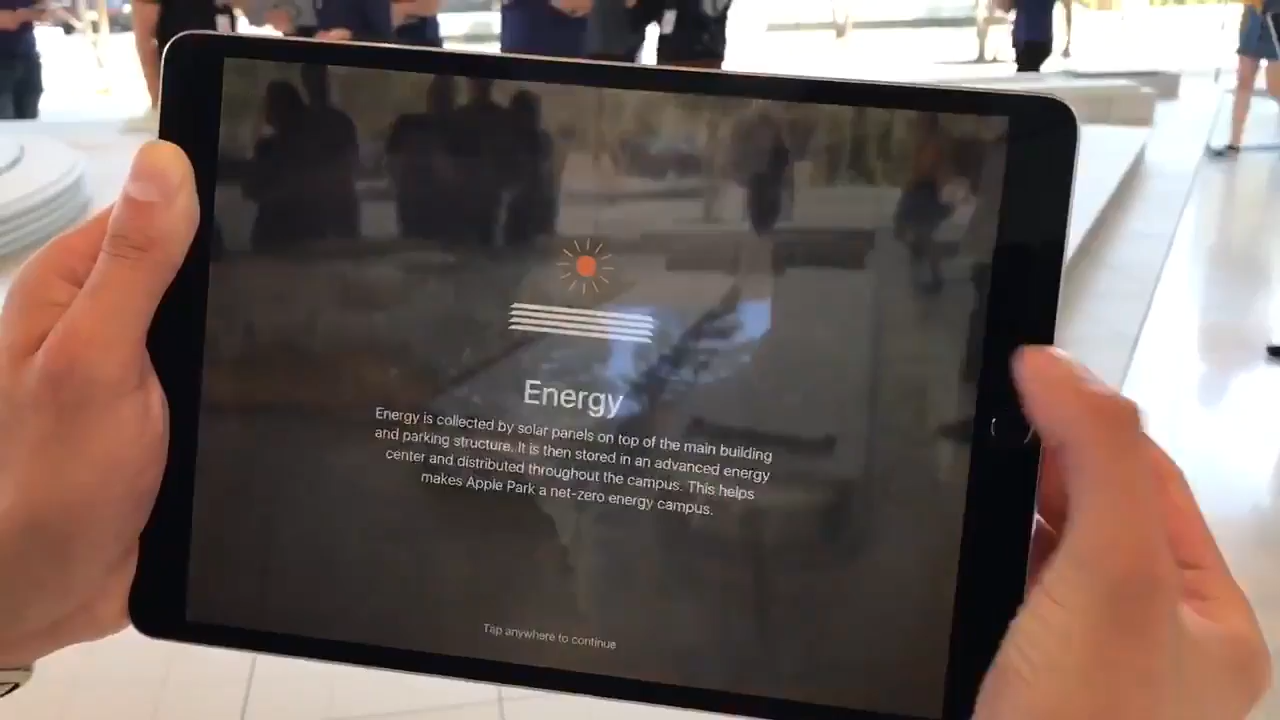 Energy
Energy is collected by solar panels on top of the main building
and parking structure. It is then stored in an advanced energy
center and distributed throughout the campus. This helps
makes Apple Park a net-zero energy campus.
Tap anywhere to continue